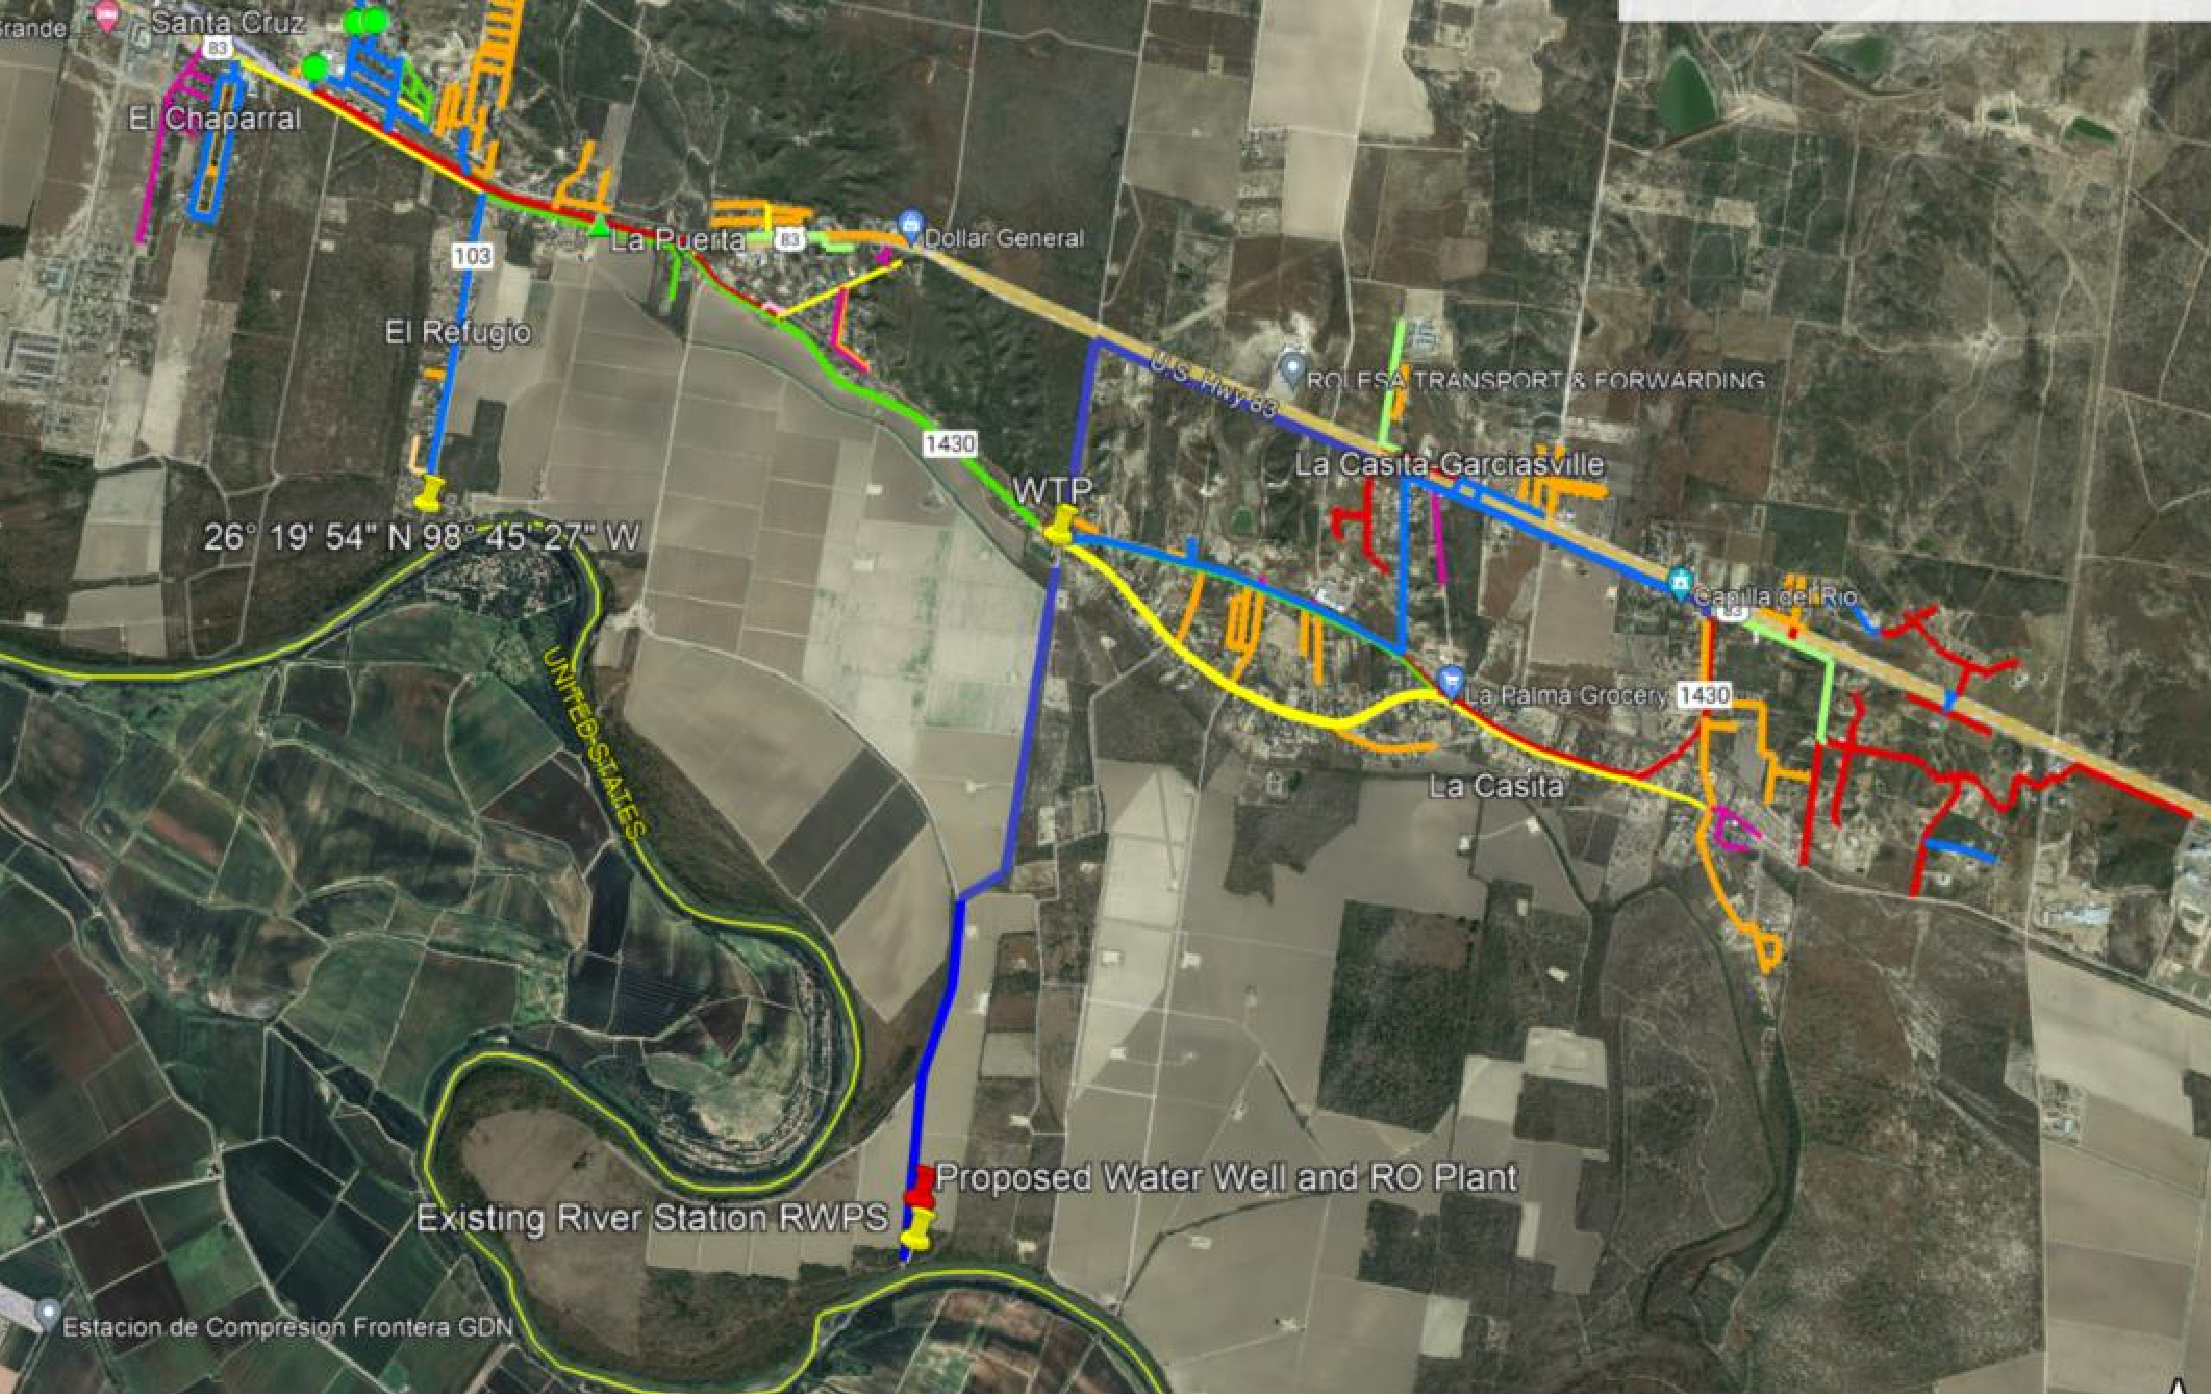 Santa Cruz
83
El Chaparral
103
La Puerta
83
Dollar General
El Refugio
U.S. Hwy 83
ROLESA TRANSPORT & FORWARDING
1430
La Casita Garciasville
WTP
26° 19' 54" N 98° 45' 27" W
Capilla del Rio
83
UNITED STATES
La Palma Grocery
1430
La Casita
Proposed Water Well and RO Plant
Existing River Station RWPS
Estacion de Compresion Frontera GDN